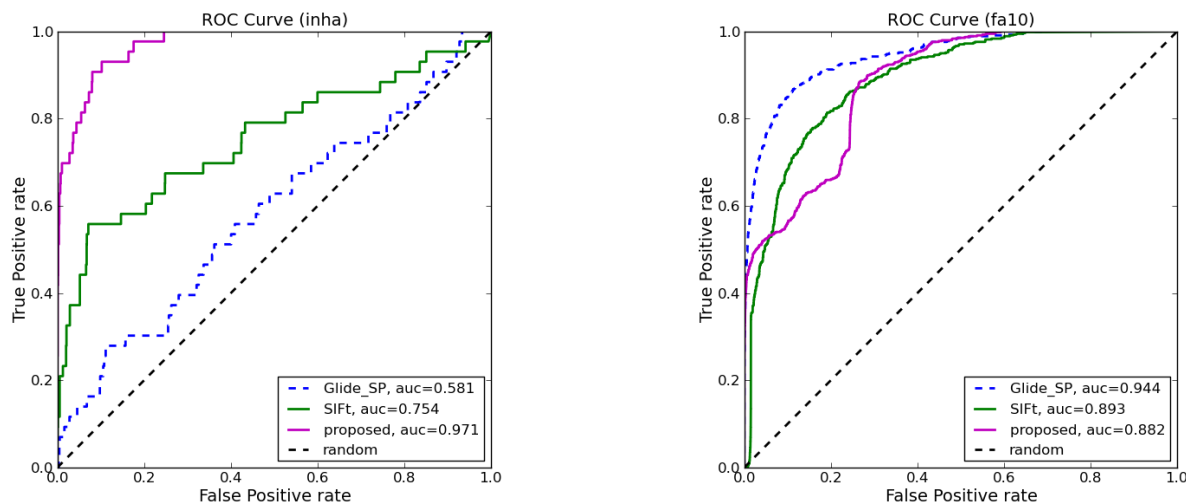 ROC Curve (inha)
1.0
0.8
0.6
0.4
0.2
0.0
True Positive rate
0.0 0.2 0.4 0.6 0.8 1.0
False Positive rate
Glide_SP, auc=0.581
SIFt, auc=0.754
proposed, auc=0.971
random
ROC Curve (fa10)
1.0
0.8
0.6
0.4
0.2
0.0
True Positive rate
0.0 0.2 0.4 0.6 0.8 1.0
False Positive rate
Glide_SP, auc=0.944
SIFt, auc=0.893
proposed, auc=0.882
random